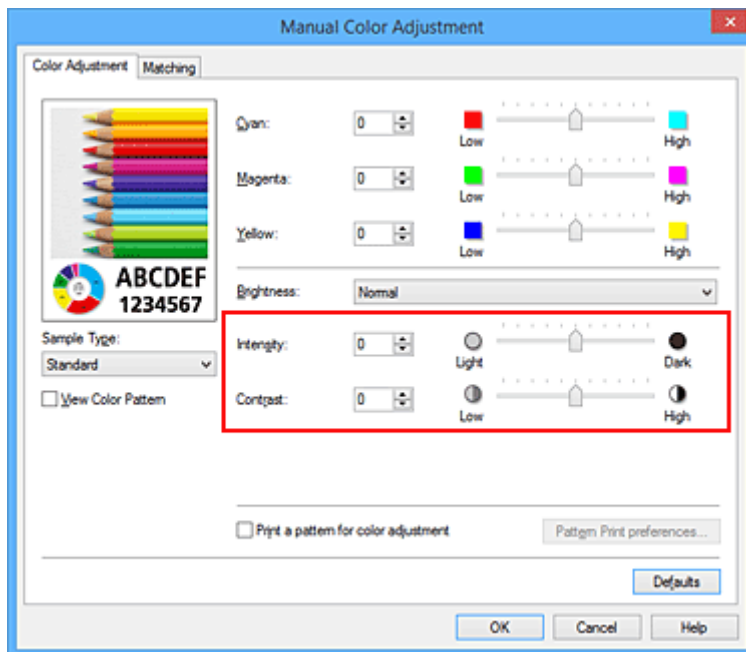 Manual Color Adjustment
Color Adjustment Matching
Cyan: 0 Low High
Magenta: 0 Low High
Yellow: 0 Low High
ABCDEF
1234567
Brightness: Normal
Sample Type:
Standard
View Color Pattern
Intensity: 0 Light Dark
Contrast: 0 Low High
Print a pattern for color adjustment Pattern Print preferences...
Defaults
OK Cancel Help